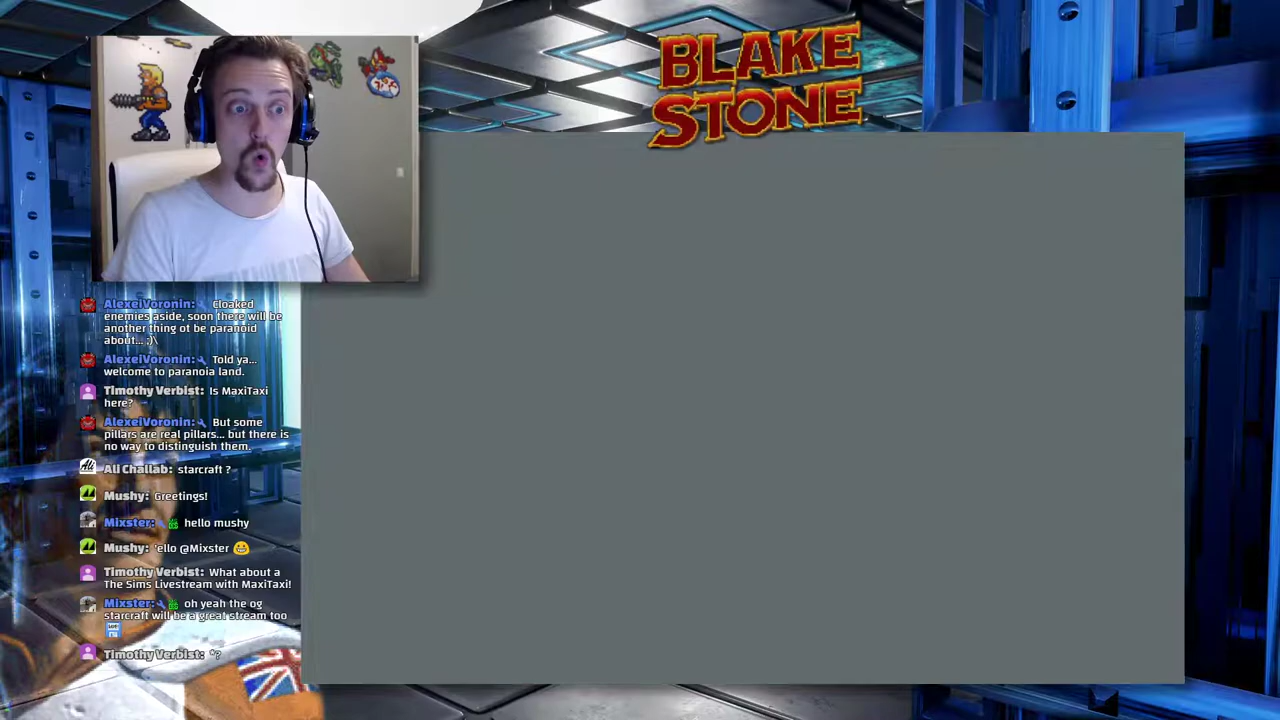 BLAKE
STONE
AlexeiVoronin: Cloaked
enemies aside, soon there will be
another thing ot be paranoid
about... ;)\
AlexeiVoronin: Told ya...
welcome to paranoia land.
Timothy Verbist: Is MaxiTaxi
here?
AlexeiVoronin: But some
pillars are real pillars... but there is
no way to distinguish them.
Ali Challab: starcraft ?
Mushy: Greetings!
Mixster: hello mushy
Mushy: 'ello @Mixster
Timothy Verbist: What about a
The Sims Livestream with MaxiTaxi!
Mixster: oh yeah the og
starcraft will be a great stream too
Timothy Verbist: *?